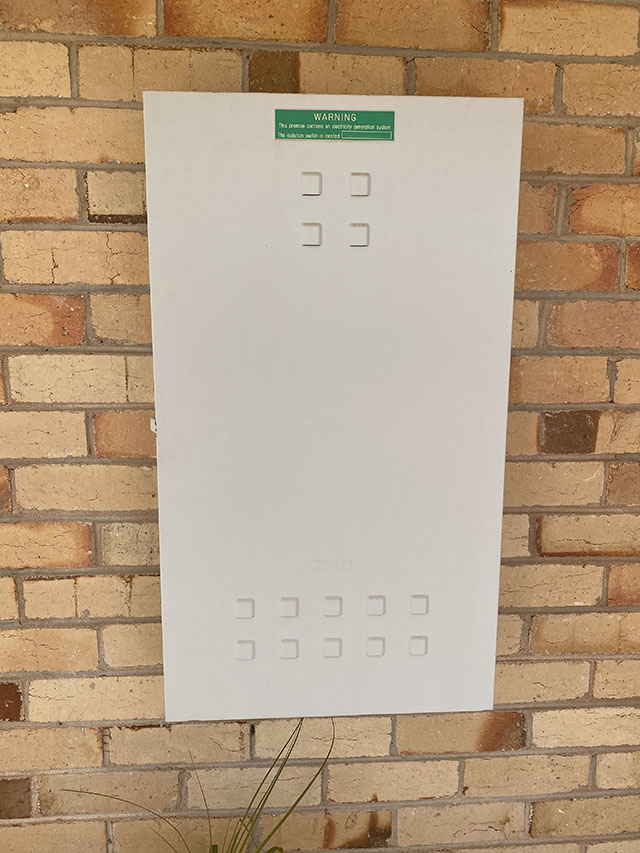 WARNING
This premise contains an electricity generation system
The isolation switch is located